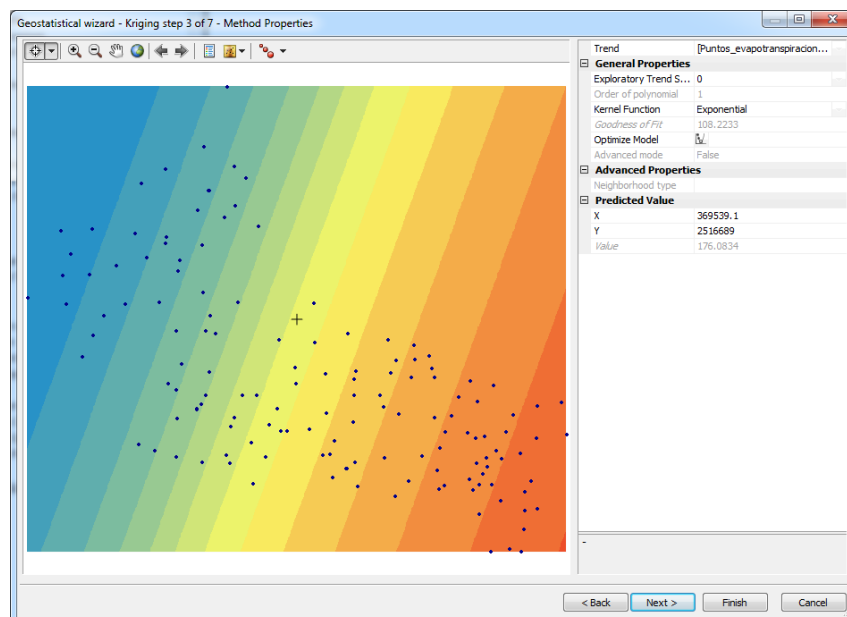 Geostatistical wizard - Kriging step 3 of 7 - Method Properties
Trend [Puntos_evapotranspiracion...
General Properties
Exploratory Trend S... 0
Order of polynomial 1
Kernel Function Exponential
Goodness of Fit 108.2233
Optimize Model
Advanced mode False
Advanced Properties
Neighborhood type
Predicted Value
X 369539.1
Y 2516689
Value 176.0834
-
< Back Next > Finish Cancel